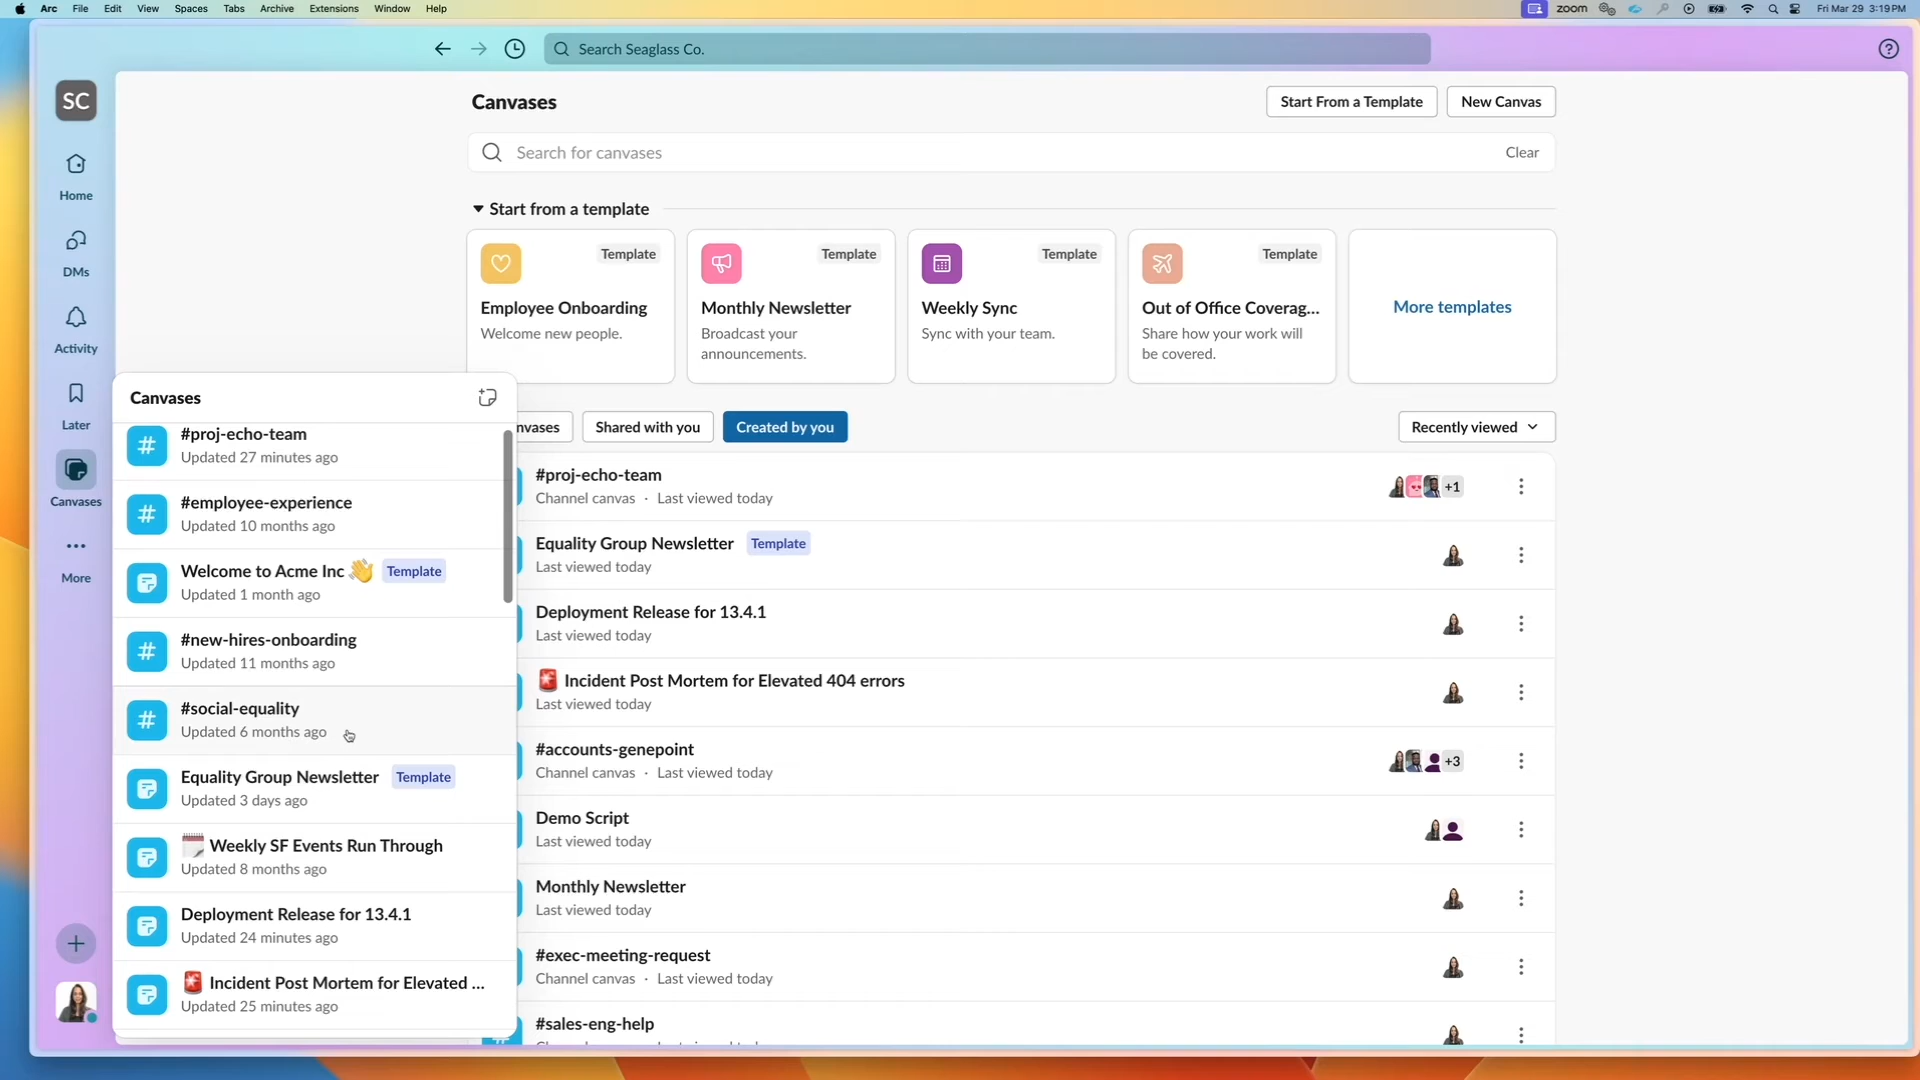 Arc File Edit View Spaces Tabs Archive Extensions Window Help
zoom
Fri Mar 29 3:19 PM
Search Seaglass Co.
SC
Home
DMs
Activity
Later
Canvases
More
Canvases
Start From a Template
New Canvas
Search for canvases
Clear
Start from a template
Template
Employee Onboarding
Welcome new people.
Template
Monthly Newsletter
Broadcast your
announcements.
Template
Weekly Sync
Sync with your team.
Template
Out of Office Coverag...
Share how your work will
be covered.
More templates
Canvases
#proj-echo-team
Updated 27 minutes ago
#employee-experience
Updated 10 months ago
Welcome to Acme Inc 👋 Template
Updated 1 month ago
#new-hires-onboarding
Updated 11 months ago
#social-equality
Updated 6 months ago
Equality Group Newsletter Template
Updated 3 days ago
🗓️ Weekly SF Events Run Through
Updated 8 months ago
Deployment Release for 13.4.1
Updated 24 minutes ago
🚨 Incident Post Mortem for Elevated ...
Updated 25 minutes ago
nvases
Shared with you
Created by you
Recently viewed
#proj-echo-team
Channel canvas · Last viewed today
+1
Equality Group Newsletter Template
Last viewed today
Deployment Release for 13.4.1
Last viewed today
🚨 Incident Post Mortem for Elevated 404 errors
Last viewed today
#accounts-genepoint
Channel canvas · Last viewed today
+3
Demo Script
Last viewed today
Monthly Newsletter
Last viewed today
#exec-meeting-request
Channel canvas · Last viewed today
#sales-eng-help